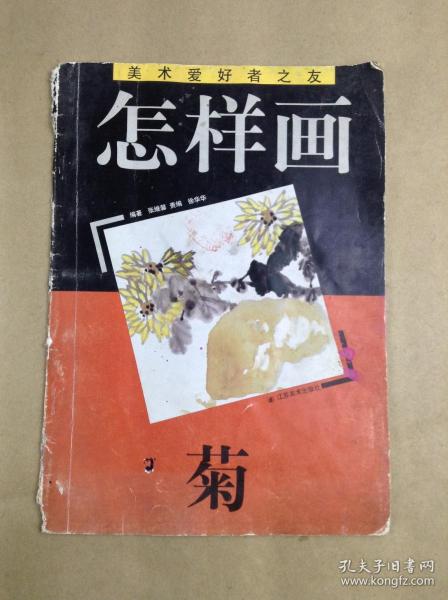 美术爱好者之友
怎样画
编著 张继馨 责编 徐华华
江苏美术出版社
菊
孔夫子旧书网
www.kongfz.com